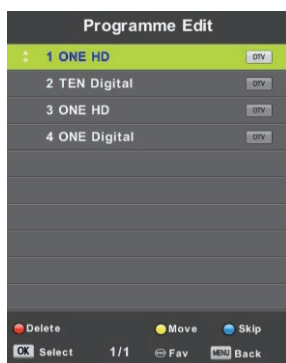 Programme Edit
1 ONE HD DTV
2 TEN Digital DTV
3 ONE HD DTV
4 ONE Digital DTV
Delete Move Skip
OK Select 1/1 Fav MENU Back